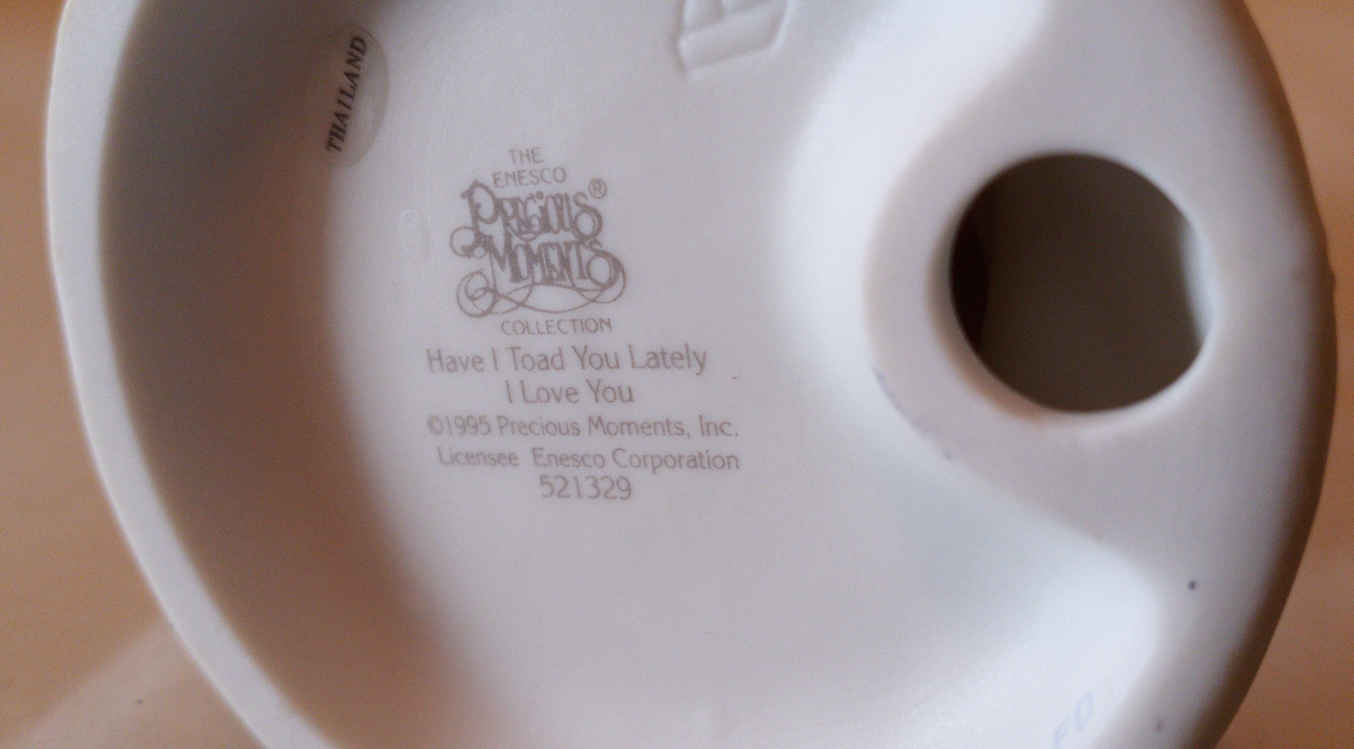 THAILAND
THE
ENESCO
PRECIOUS®
MOMENTS
COLLECTION
Have I Toad You Lately
I Love You
©1995 Precious Moments, Inc.
Licensee Enesco Corporation
521329